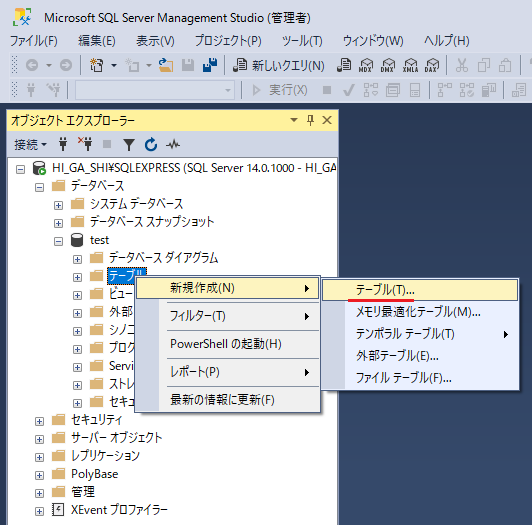 Microsoft SQL Server Management Studio (管理者)
ファイル(F) 編集(E) 表示(V) プロジェクト(P) ツール(T) ウィンドウ(W) ヘルプ(H)
新しいクエリ(N) MDX DMX XMLA DAX
実行(X)
オブジェクト エクスプローラー
接続
HI_GA_SHI¥SQLEXPRESS (SQL Server 14.0.1000 - HI_GA
データベース
システム データベース
データベース スナップショット
test
データベース ダイアグラム
テーブル
新規作成(N)
テーブル(T)...
ビュー
外部
フィルター(T)
メモリ最適化テーブル(M)...
シノニ
テンポラル テーブル(T)
プログ
PowerShell の起動(H)
外部テーブル(E)...
Servi
レポート(P)
ファイル テーブル(F)...
ストレ
セキュ
最新の情報に更新(F)
セキュリティ
サーバー オブジェクト
レプリケーション
PolyBase
管理
XEvent プロファイラー